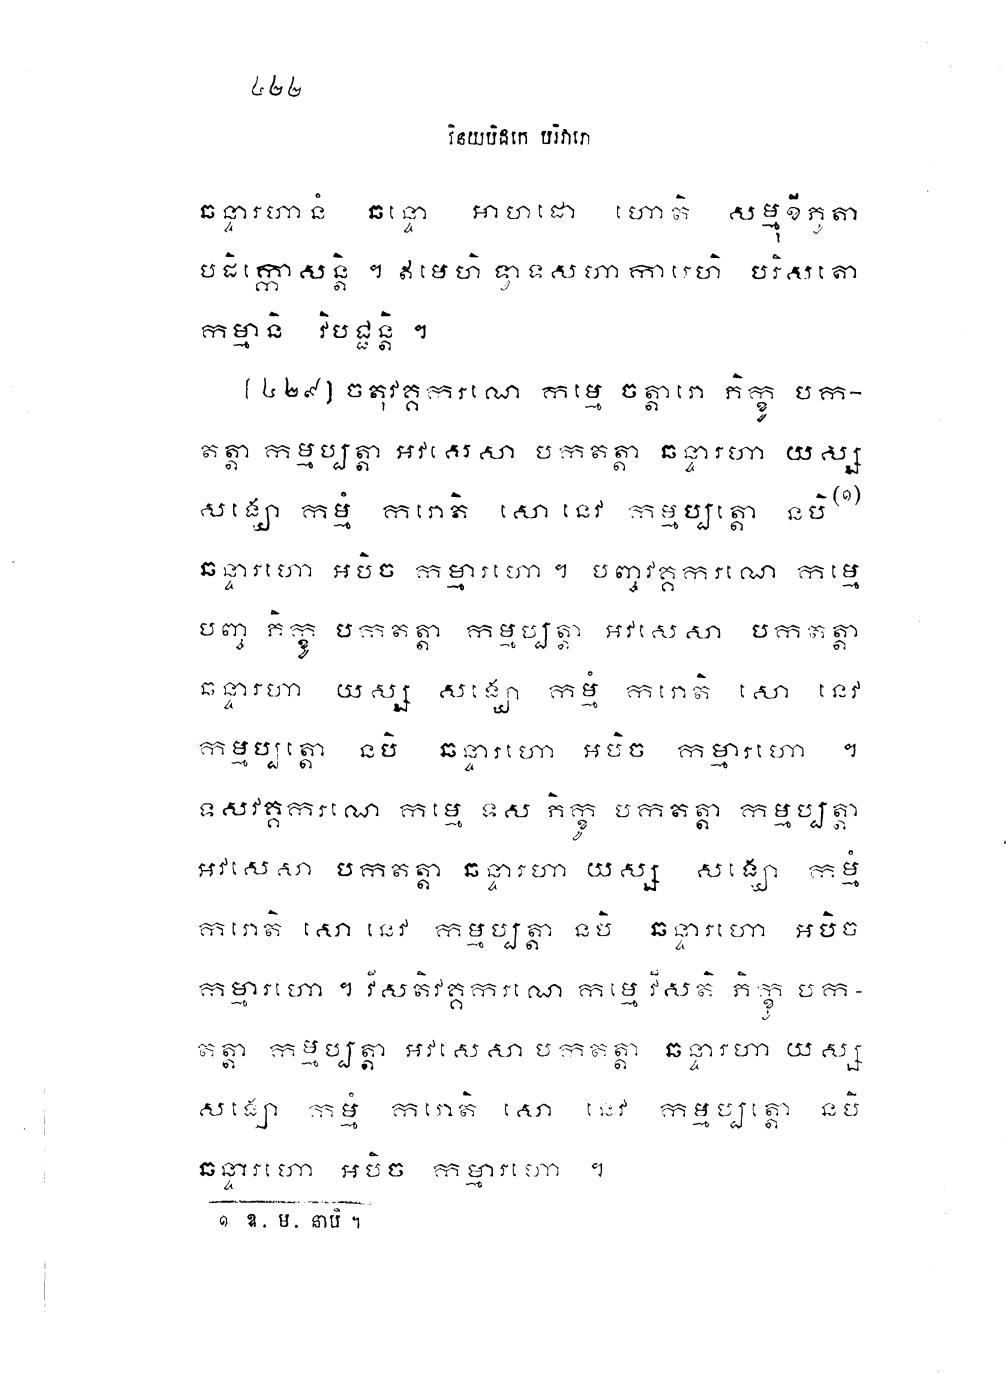 ៤២២
វិនយបិដកេ បរិវារោ
ឆន្ទារហានំ ឆន្ទោ អាហដោ ហោតិ សម្មុខីភូតា
បដិក្កោសន្តិ ។ ឥមេហិ ទ្វាទសហាការេហិ បរិសតោ
កម្មានិ វិបជ្ជន្តិ ។
[៤២៩] ចតុវគ្គករណេ កម្មេ ចត្តារោ ភិក្ខូ បក-
តត្តា កម្មប្បត្តា អវសេសា បកតត្តា ឆន្ទារហា យស្ស
សង្ឃោ កម្មំ ករោតិ សោ នេវ កម្មប្បត្តោ នបិ(១)
ឆន្ទារហោ អបិច កម្មារហោ ។ បញ្ចវគ្គករណេ កម្មេ
បញ្ច ភិក្ខូ បកតត្តា កម្មប្បត្តា អវសេសា បកតត្តា
ឆន្ទារហា យស្ស សង្ឃោ កម្មំ ករោតិ សោ នេវ
កម្មប្បត្តោ នបិ ឆន្ទារហោ អបិច កម្មារហោ ។
ទសវគ្គករណេ កម្មេ ទស ភិក្ខូ បកតត្តា កម្មប្បត្តា
អវសេសា បកតត្តា ឆន្ទារហា យស្ស សង្ឃោ កម្មំ
ករោតិ សោ នេវ កម្មប្បត្តា នបិ ឆន្ទារហោ អបិច
កម្មារហោ ។ វីសតិវគ្គករណេ កម្មេ វីសតិ ភិក្ខូ បក-
តត្តា កម្មប្បត្តា អវសេសា បកតត្តា ឆន្ទារហា យស្ស
សង្ឃោ កម្មំ ករោតិ សោ នេវ កម្មប្បត្តោ នបិ
ឆន្ទារហោ អបិច កម្មារហោ ។
១ ឱ. ម. នាបិ ។